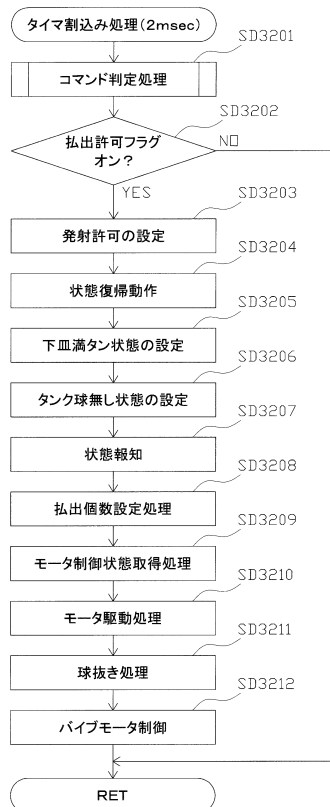 タイマ割込み処理(2msec)
SD3201
コマンド判定処理
SD3202
払出許可フラグ
オン?
NO
YES
SD3203
発射許可の設定
SD3204
状態復帰動作
SD3205
下皿満タン状態の設定
SD3206
タンク球無し状態の設定
SD3207
状態報知
SD3208
払出個数設定処理
SD3209
モータ制御状態取得処理
SD3210
モータ駆動処理
SD3211
球抜き処理
SD3212
バイブモータ制御
RET